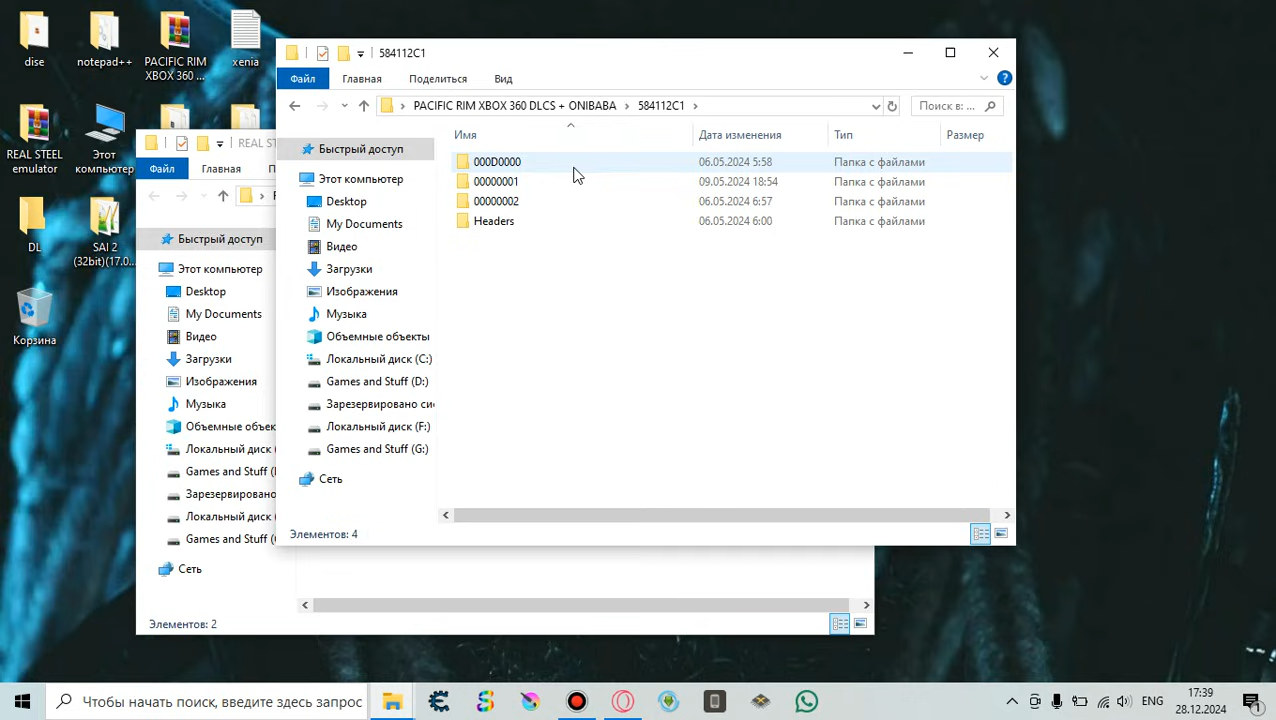 dise
notepad++
PACIFIC RIM
XBOX 360 ...
xenia
REAL STEEL
emulator
Этот
компьютер
DL
SAI 2
(32bit)(17.0...
Корзина
REAL ST
Файл
Главная
Быстрый доступ
Этот компьютер
Desktop
My Documents
Видео
Загрузки
Изображения
Музыка
Объемные объек
Локальный диск (
Games and Stuff (
Зарезервировано
Локальный диск (
Games and Stuff (
Сеть
Элементов: 2
584112C1
Файл
Главная
Поделиться
Вид
PACIFIC RIM XBOX 360 DLCS + ONIBABA
584112C1
Поиск в: ...
Имя
Дата изменения
Тип
Размер
000D0000
06.05.2024 5:58
Папка с файлами
00000001
09.05.2024 18:54
Папка с файлами
00000002
06.05.2024 6:57
Папка с файлами
Headers
06.05.2024 6:00
Папка с файлами
Быстрый доступ
Этот компьютер
Desktop
My Documents
Видео
Загрузки
Изображения
Музыка
Объемные объекты
Локальный диск (C:)
Games and Stuff (D:)
Зарезервировано си
Локальный диск (F:)
Games and Stuff (G:)
Сеть
Элементов: 4
Чтобы начать поиск, введите здесь запрос
ENG
17:39
28.12.2024